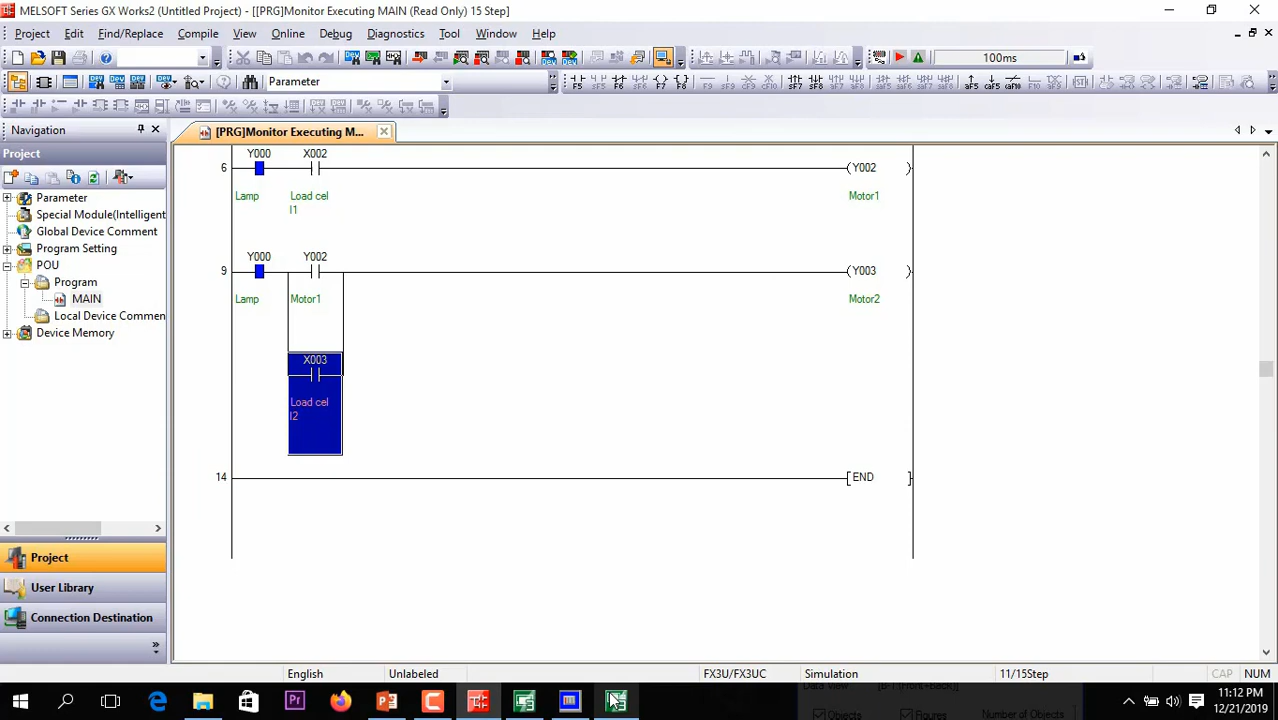 MELSOFT Series GX Works2 (Untitled Project) - [[PRG]Monitor Executing MAIN (Read Only) 15 Step]
Project Edit Find/Replace Compile View Online Debug Diagnostics Tool Window Help
100ms
Parameter
Navigation
[PRG]Monitor Executing M...
Project
Parameter
Special Module(Intelligent
Global Device Comment
Program Setting
POU
Program
MAIN
Local Device Commen
Device Memory
Project
User Library
Connection Destination
Y000 X002
6 Y002
Lamp Load cel
l1
Motor1
Y000 Y002
9 Y003
Lamp Motor1 Motor2
X003
Load cel
l2
14 END
English Unlabeled FX3U/FX3UC Simulation 11/15Step CAP NUM
11:12 PM
12/21/2019